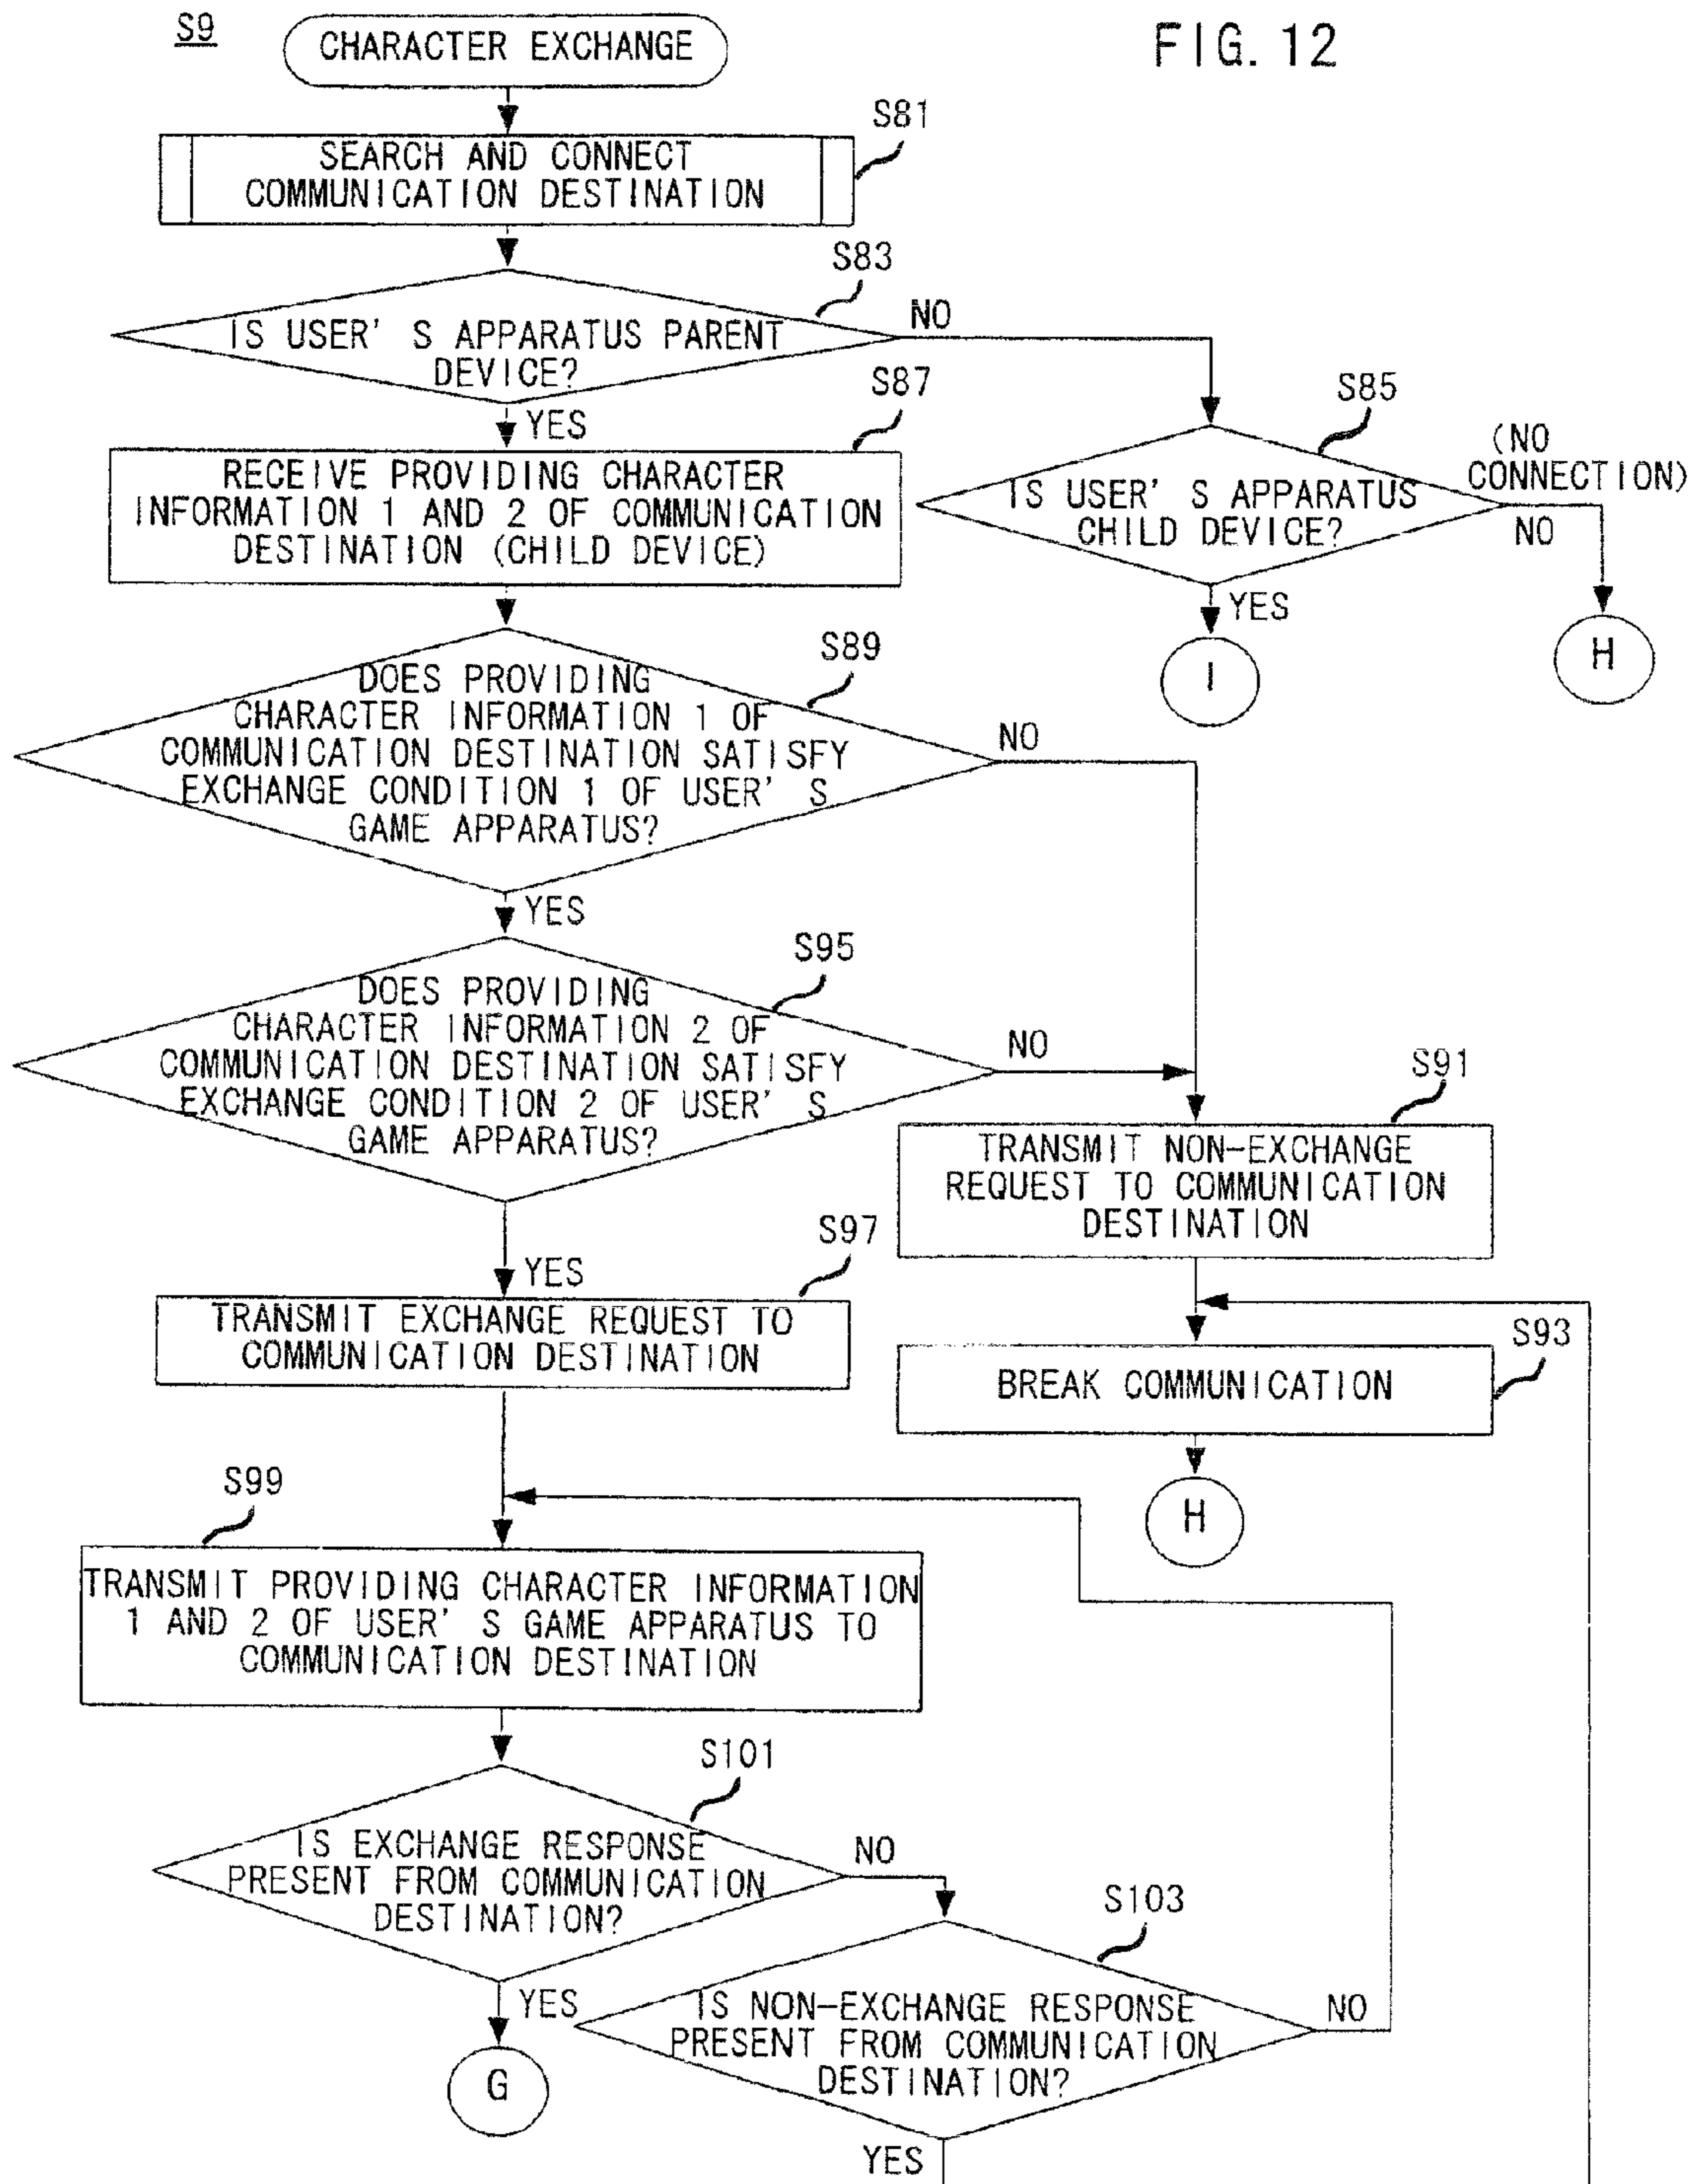 S9
CHARACTER EXCHANGE
FIG. 12
S81
SEARCH AND CONNECT
COMMUNICATION DESTINATION
S83
IS USER'S APPARATUS PARENT
DEVICE?
NO
YES
S87
RECEIVE PROVIDING CHARACTER
INFORMATION 1 AND 2 OF COMMUNICATION
DESTINATION (CHILD DEVICE)
S85
IS USER'S APPARATUS
CHILD DEVICE?
(NO
CONNECTION)
NO
YES
I
H
S89
DOES PROVIDING
CHARACTER INFORMATION 1 OF
COMMUNICATION DESTINATION SATISFY
EXCHANGE CONDITION 1 OF USER'S
GAME APPARATUS?
NO
YES
S95
DOES PROVIDING
CHARACTER INFORMATION 2 OF
COMMUNICATION DESTINATION SATISFY
EXCHANGE CONDITION 2 OF USER'S
GAME APPARATUS?
NO
YES
S91
TRANSMIT NON-EXCHANGE
REQUEST TO COMMUNICATION
DESTINATION
S97
TRANSMIT EXCHANGE REQUEST TO
COMMUNICATION DESTINATION
S93
BREAK COMMUNICATION
H
S99
TRANSMIT PROVIDING CHARACTER INFORMATION
1 AND 2 OF USER'S GAME APPARATUS TO
COMMUNICATION DESTINATION
S101
IS EXCHANGE RESPONSE
PRESENT FROM COMMUNICATION
DESTINATION?
NO
YES
G
S103
IS NON-EXCHANGE RESPONSE
PRESENT FROM COMMUNICATION
DESTINATION?
NO
YES